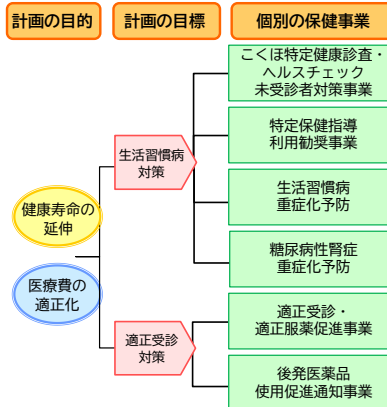 計画の目的
計画の目標
個別の保健事業
こくほ特定健康診査・
ヘルスチェック
未受診者対策事業
特定保健指導
利用勧奨事業
生活習慣病
対策
生活習慣病
重症化予防
健康寿命の
延伸
糖尿病性腎症
重症化予防
医療費の
適正化
適正受診・
適正服薬促進事業
適正受診
対策
後発医薬品
使用促進通知事業